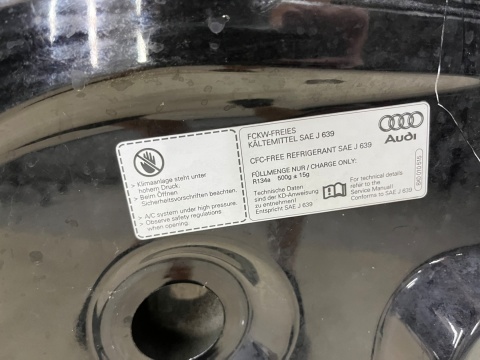 > Klimaanlage steht unter
hohem Druck.
> Beim Öffnen
Sicherheitsvorschriften beachten.
> A/C system under high pressure.
> Observe safety regulations
when opening.
FCKW-FREIES
KÄLTEMITTEL SAE J 639
CFC-FREE REFRIGERANT SAE J 639
FÜLLMENGE NUR / CHARGE ONLY:
R134a 500g ± 15g
Technische Daten
sind der KD-Anweisung
zu entnehmen!
Entspricht SAE J 639
For technical details
refer to the
Service Manual!
Conforms to SAE J 639
Audi